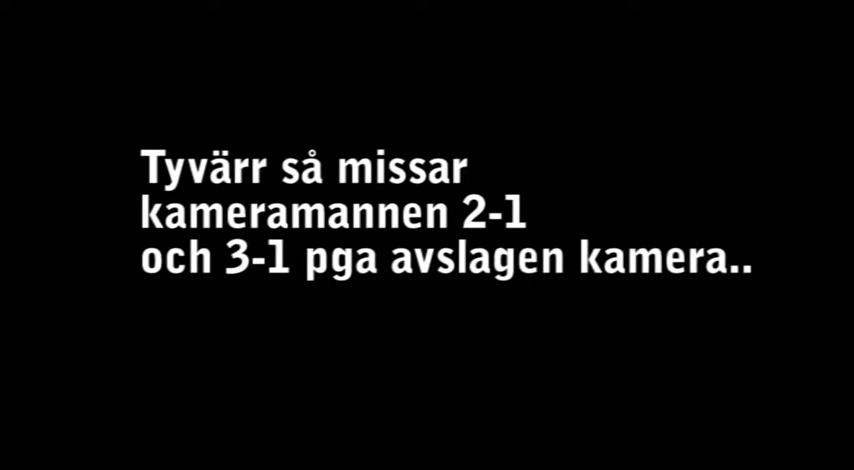 Tyvärr så missar
kameramannen 2-1
och 3-1 pga avslagen kamera..